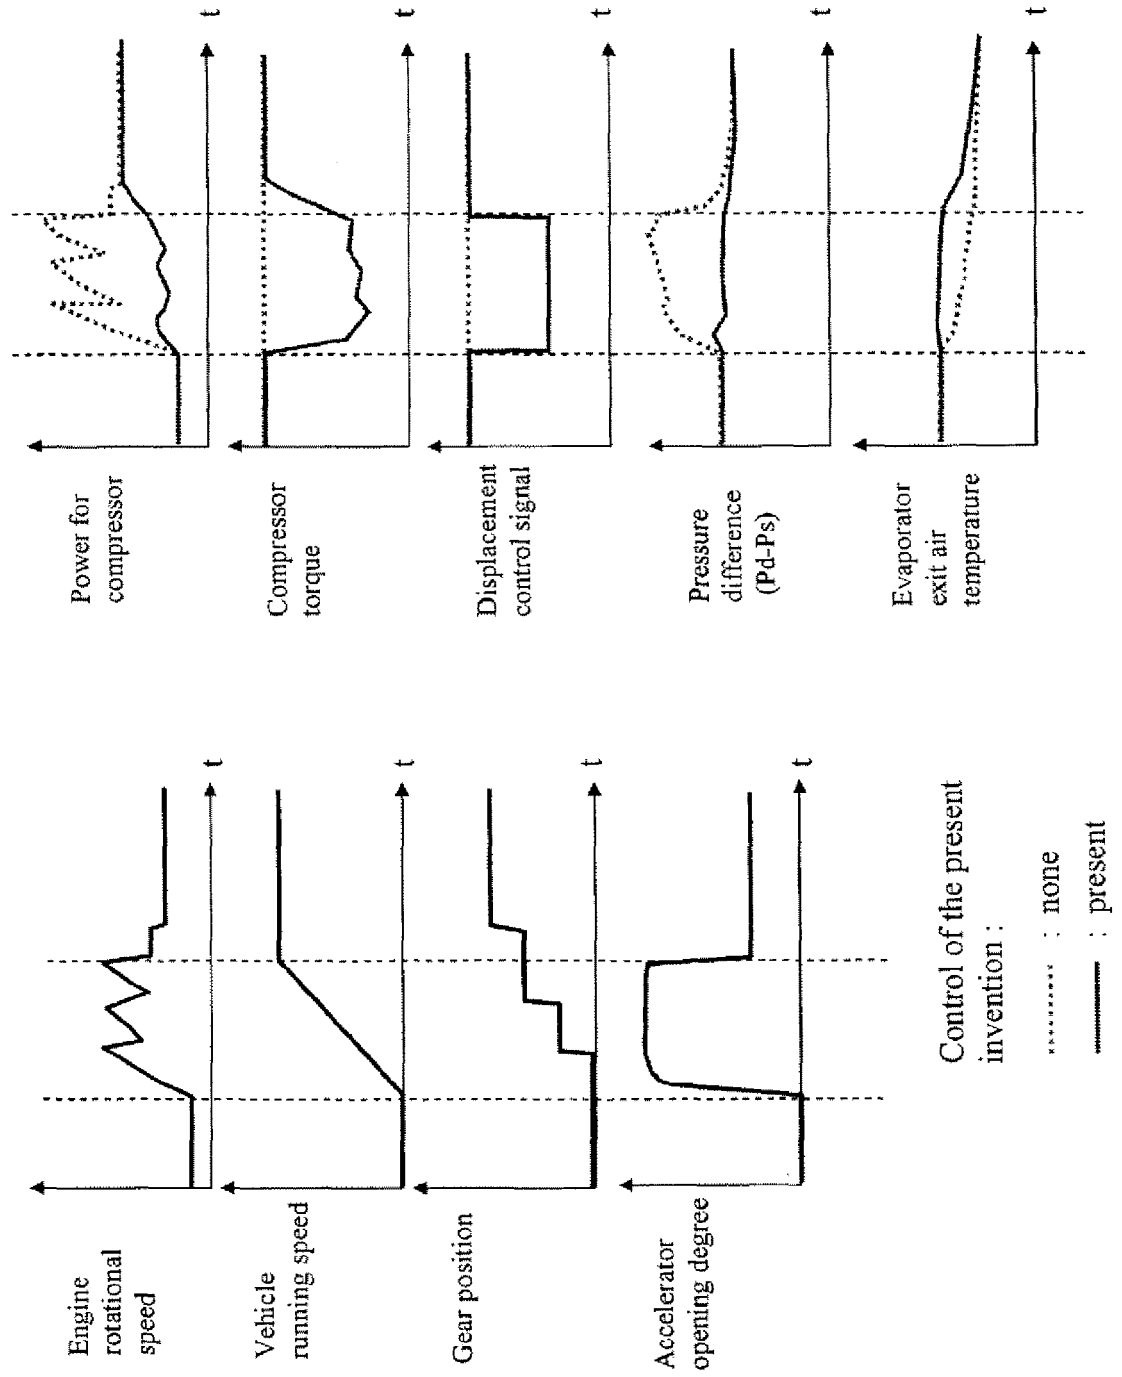 Engine
rotational
speed
t
Vehicle
running speed
t
Gear position
t
Accelerator
opening degree
t
Control of the present
invention :
: none
: present
Power for
compressor
t
Compressor
torque
t
Displacement
control signal
t
Pressure
difference
(Pd-Ps)
t
Evaporator
exit air
temperature
t